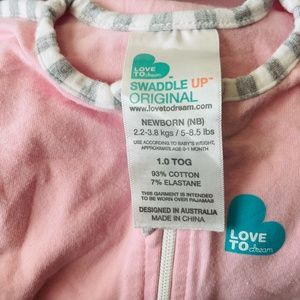 LOVE
TO dream
SWADDLE UP™
ORIGINAL
www.lovetodream.com
NEWBORN (NB)
2.2-3.8 kgs / 5-8.5 lbs
USE ACCORDING TO BABY'S WEIGHT,
APPROXIMATE AGE 0-1 MONTH
1.0 TOG
93% COTTON
7% ELASTANE
THIS GARMENT IS INTENDED
TO BE WORN OVER PAJAMAS
DESIGNED IN AUSTRALIA
MADE IN CHINA
LOVE
TO dream